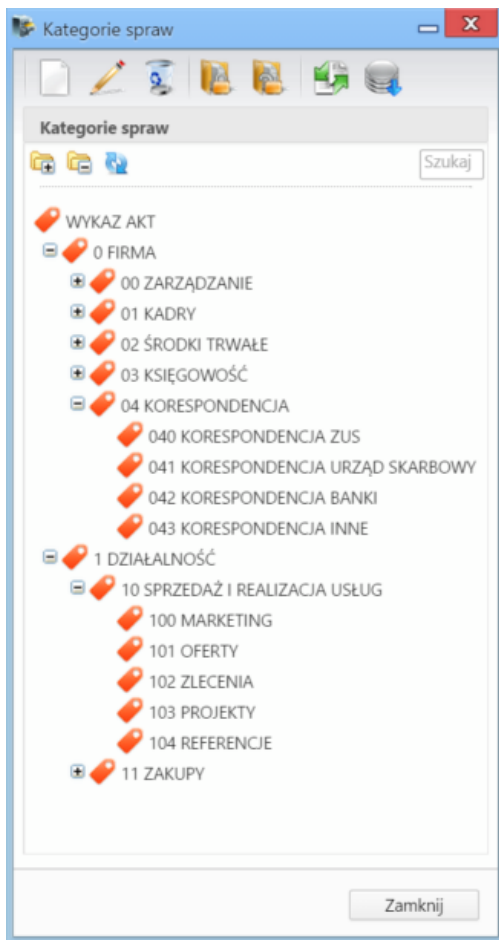 Kategorie spraw
Kategorie spraw
Szukaj
WYKAZ AKT
0 FIRMA
00 ZARZĄDZANIE
01 KADRY
02 ŚRODKI TRWAŁE
03 KSIĘGOWOŚĆ
04 KORESPONDENCJA
040 KORESPONDENCJA ZUS
041 KORESPONDENCJA URZĄD SKARBOWY
042 KORESPONDENCJA BANKI
043 KORESPONDENCJA INNE
1 DZIAŁALNOŚĆ
10 SPRZEDAŻ I REALIZACJA USŁUG
100 MARKETING
101 OFERTY
102 ZLECENIA
103 PROJEKTY
104 REFERENCJE
11 ZAKUPY
Zamknij